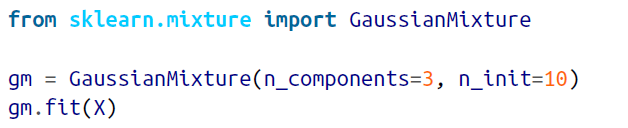 from sklearn.mixture import GaussianMixture
gm = GaussianMixture(n_components=3, n_init=10)
gm.fit(X)